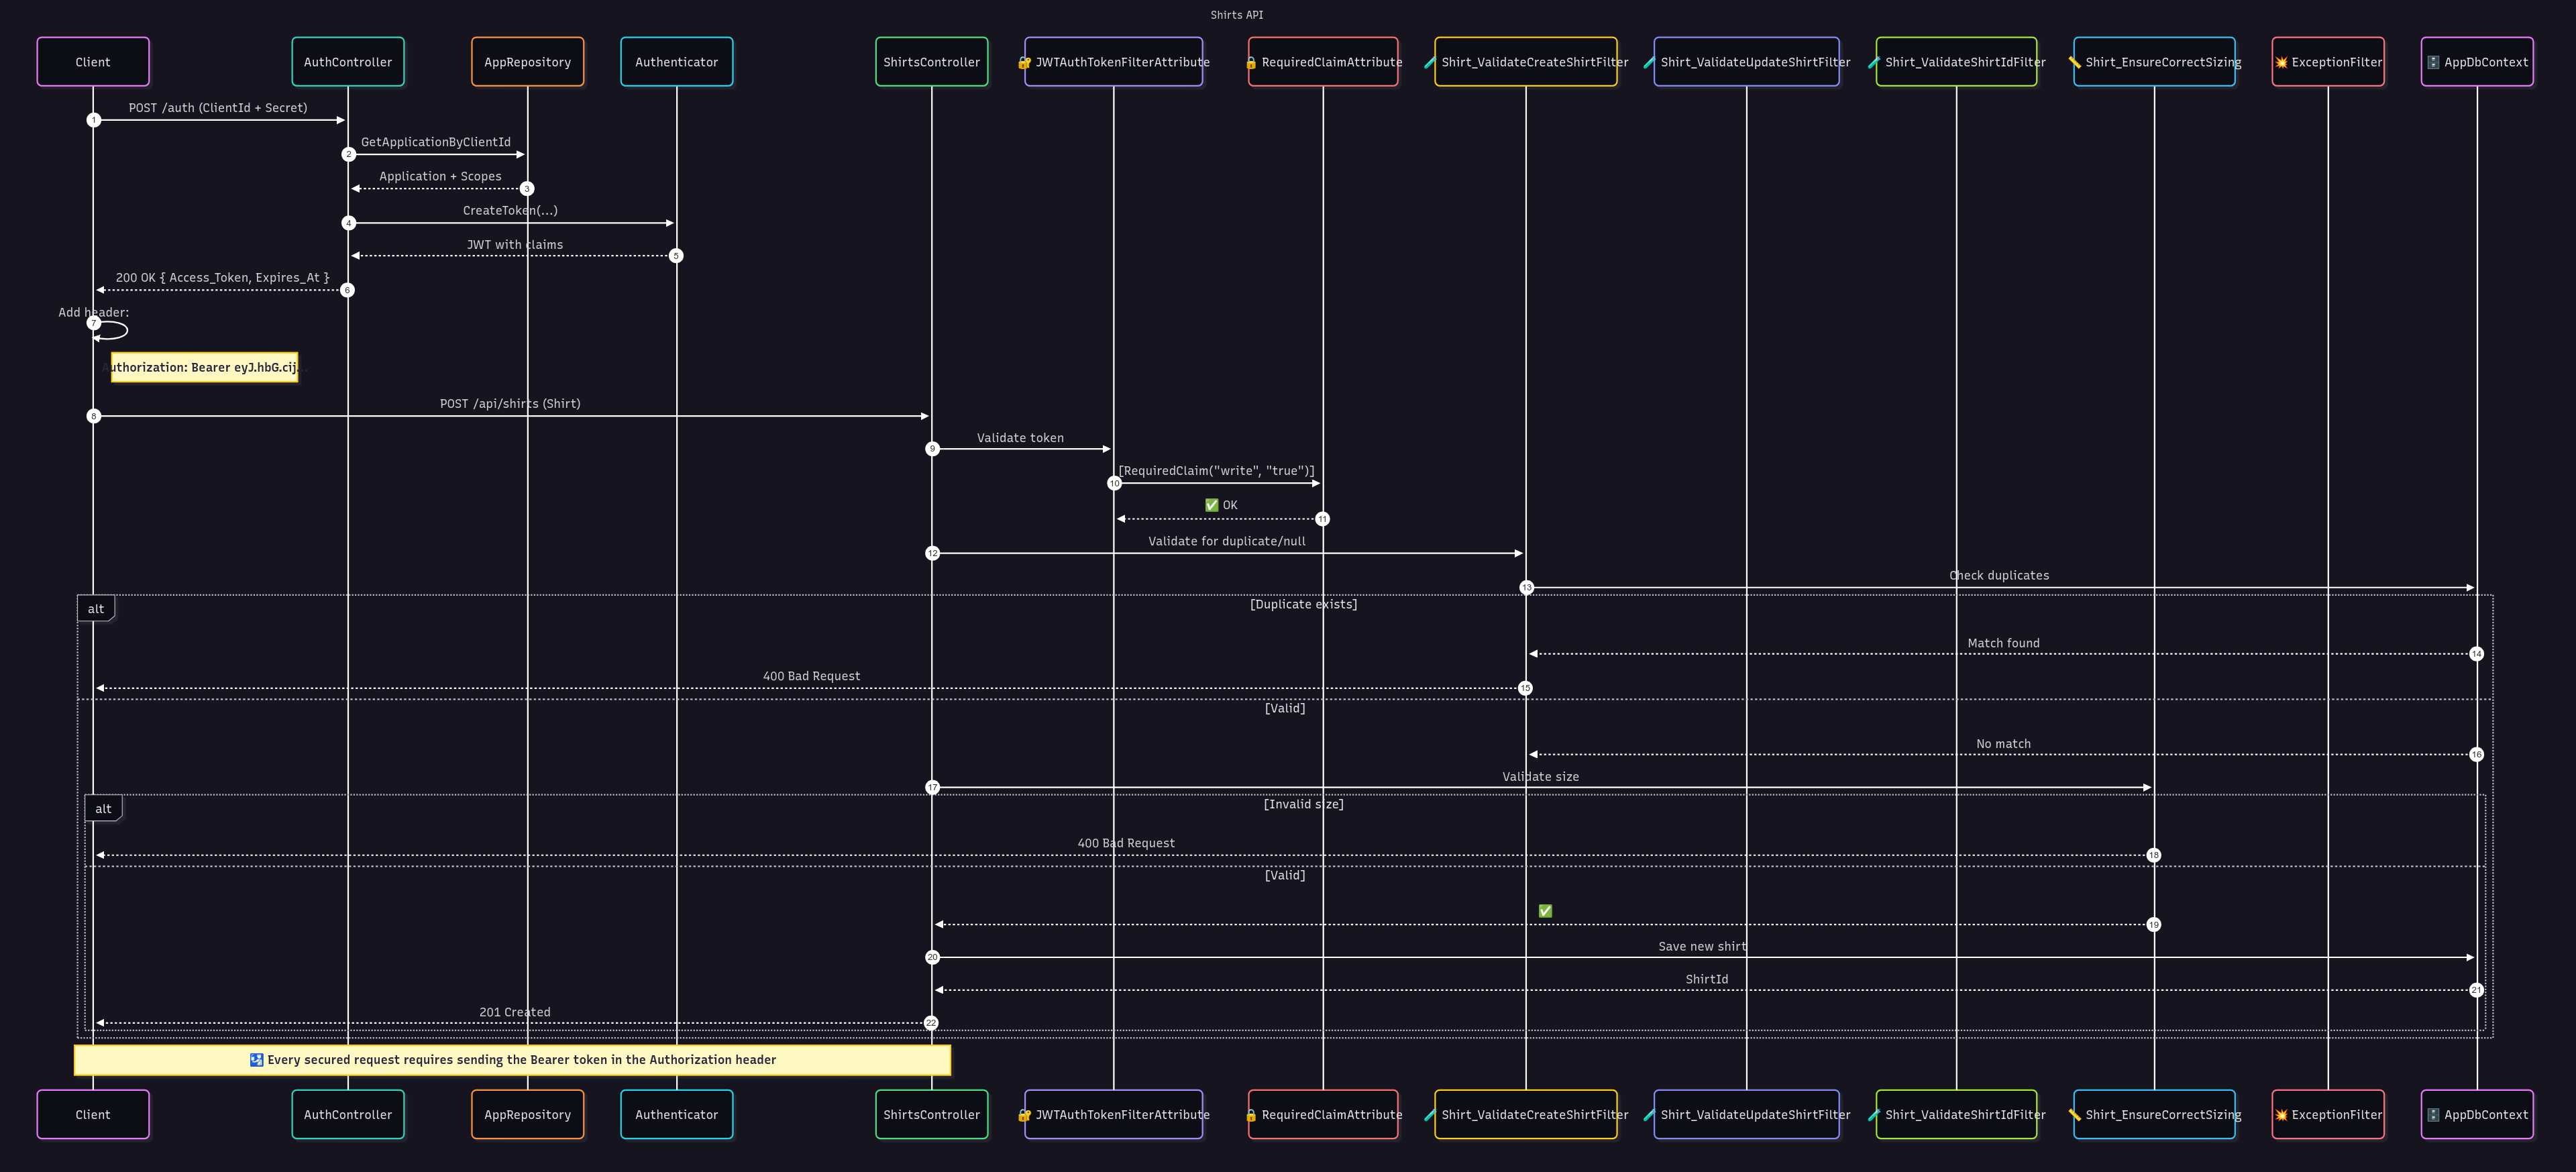 Shirts API
Client
AuthController
AppRepository
Authenticator
ShirtsController
🔐 JWTAuthTokenFilterAttribute
🔒 RequiredClaimAttribute
🧪 Shirt_ValidateCreateShirtFilter
🧪 Shirt_ValidateUpdateShirtFilter
🧪 Shirt_ValidateShirtIdFilter
📏 Shirt_EnsureCorrectSizing
💥 ExceptionFilter
🗄️ AppDbContext
POST /auth (ClientId + Secret)
1
GetApplicationByClientId
2
Application + Scopes
3
CreateToken(...)
4
JWT with claims
5
200 OK { Access_Token, Expires_At }
6
Add header:
7
Authorization: Bearer eyJ.hbG.cij.
POST /api/shirts (Shirt)
8
Validate token
9
[RequiredClaim("write", "true")]
10
✅ OK
11
Validate for duplicate/null
12
Check duplicates
13
alt
[Duplicate exists]
Match found
14
400 Bad Request
15
[Valid]
No match
16
Validate size
17
alt
[Invalid size]
400 Bad Request
18
[Valid]
✅
19
Save new shirt
20
ShirtId
21
201 Created
22
🛂 Every secured request requires sending the Bearer token in the Authorization header
Client
AuthController
AppRepository
Authenticator
ShirtsController
🔐 JWTAuthTokenFilterAttribute
🔒 RequiredClaimAttribute
🧪 Shirt_ValidateCreateShirtFilter
🧪 Shirt_ValidateUpdateShirtFilter
🧪 Shirt_ValidateShirtIdFilter
📏 Shirt_EnsureCorrectSizing
💥 ExceptionFilter
🗄️ AppDbContext